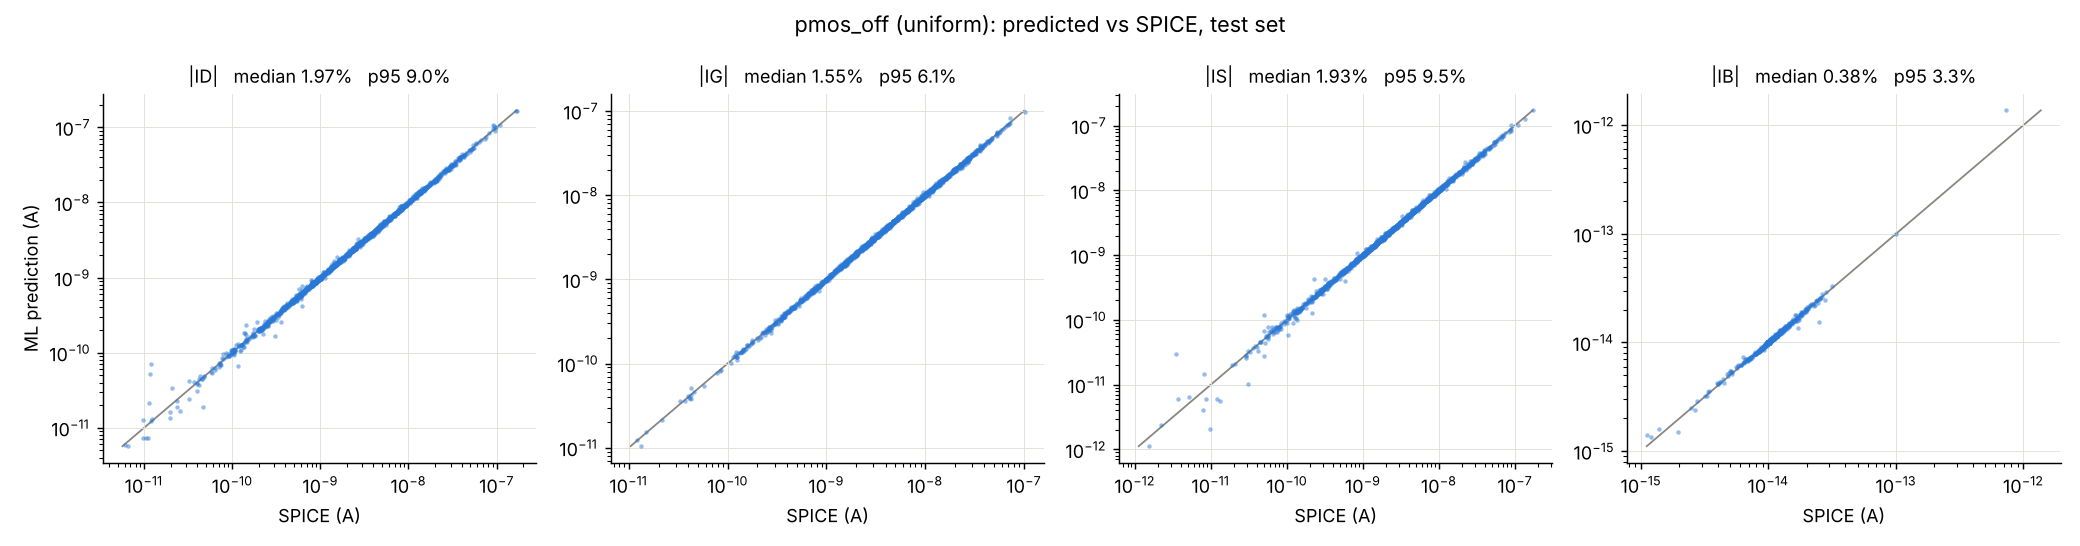 pmos_off (uniform): predicted vs SPICE, test set
|ID|   median 1.97%   p95 9.0%
|IG|   median 1.55%   p95 6.1%
|IS|   median 1.93%   p95 9.5%
|IB|   median 0.38%   p95 3.3%
ML prediction (A)
10⁻⁷
10⁻⁸
10⁻⁹
10⁻¹⁰
10⁻¹¹
10⁻¹¹ 10⁻¹⁰ 10⁻⁹ 10⁻⁸ 10⁻⁷
SPICE (A)
10⁻⁷
10⁻⁸
10⁻⁹
10⁻¹⁰
10⁻¹¹
10⁻¹¹ 10⁻¹⁰ 10⁻⁹ 10⁻⁸ 10⁻⁷
SPICE (A)
10⁻⁷
10⁻⁸
10⁻⁹
10⁻¹⁰
10⁻¹¹
10⁻¹²
10⁻¹² 10⁻¹¹ 10⁻¹⁰ 10⁻⁹ 10⁻⁸ 10⁻⁷
SPICE (A)
10⁻¹²
10⁻¹³
10⁻¹⁴
10⁻¹⁵
10⁻¹⁵ 10⁻¹⁴ 10⁻¹³ 10⁻¹²
SPICE (A)